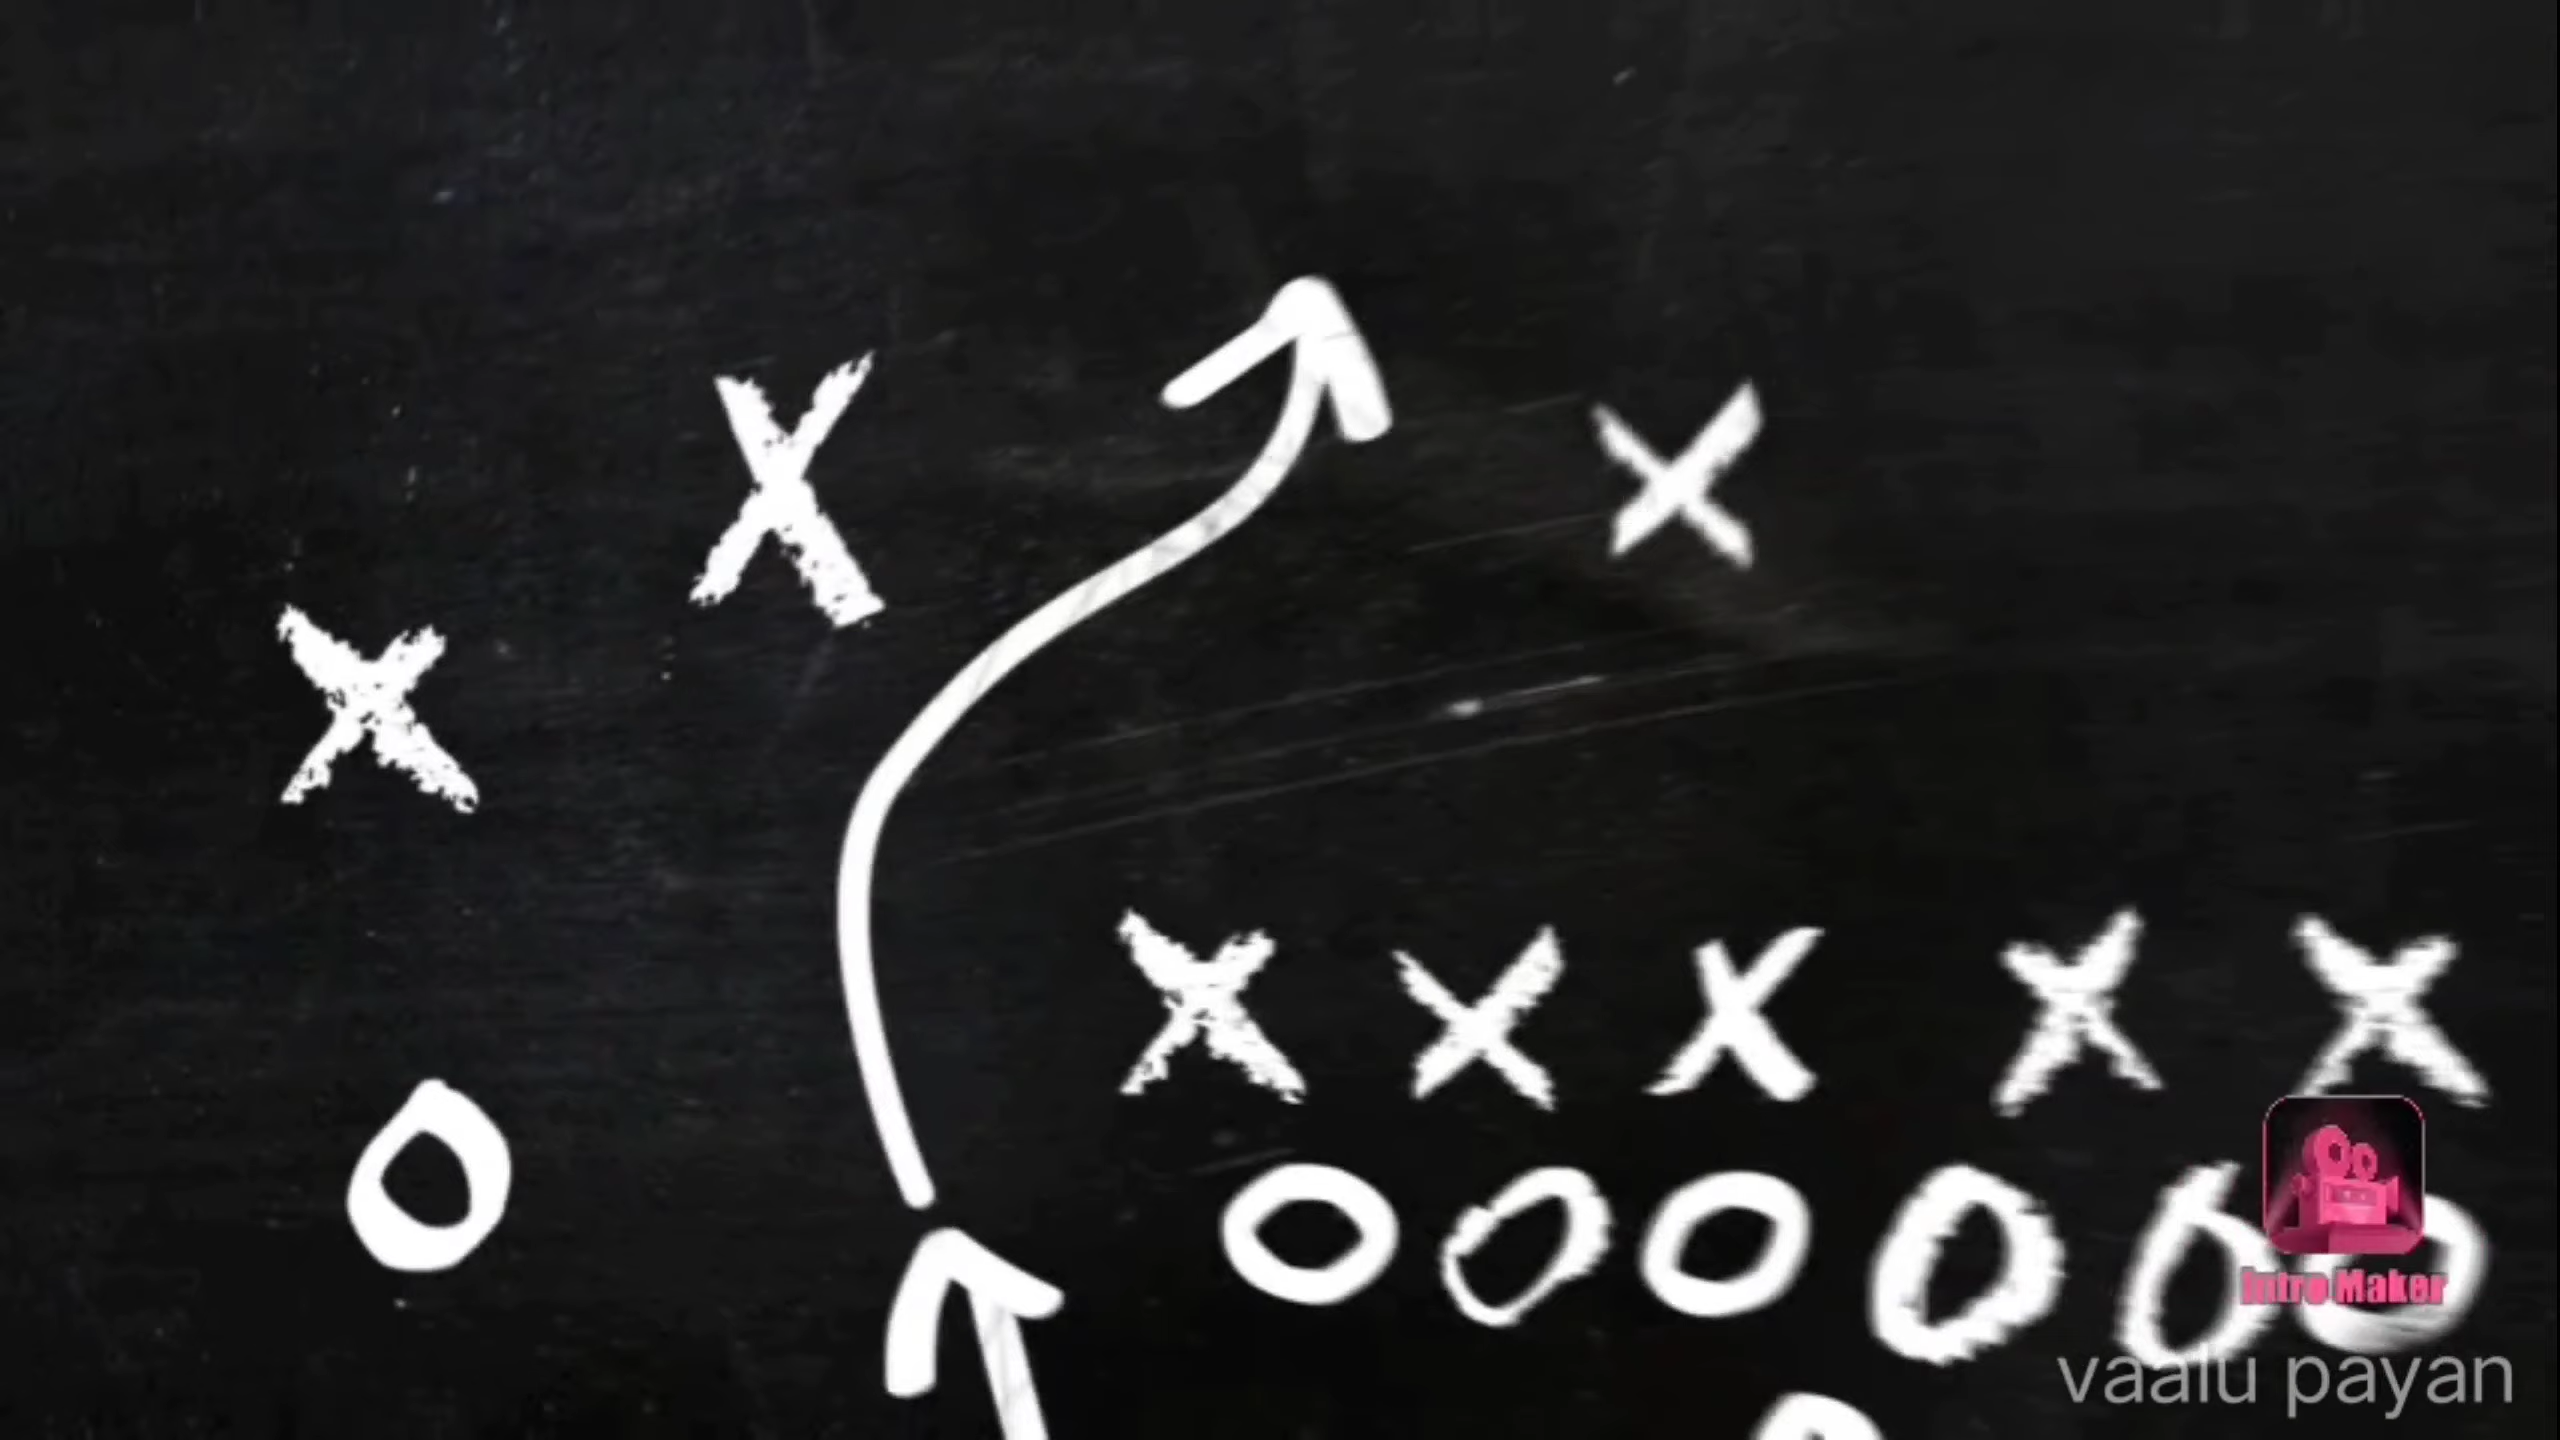 X
X
X
X X X X X
O
O O O O O O
Intro Maker
vaalu payan